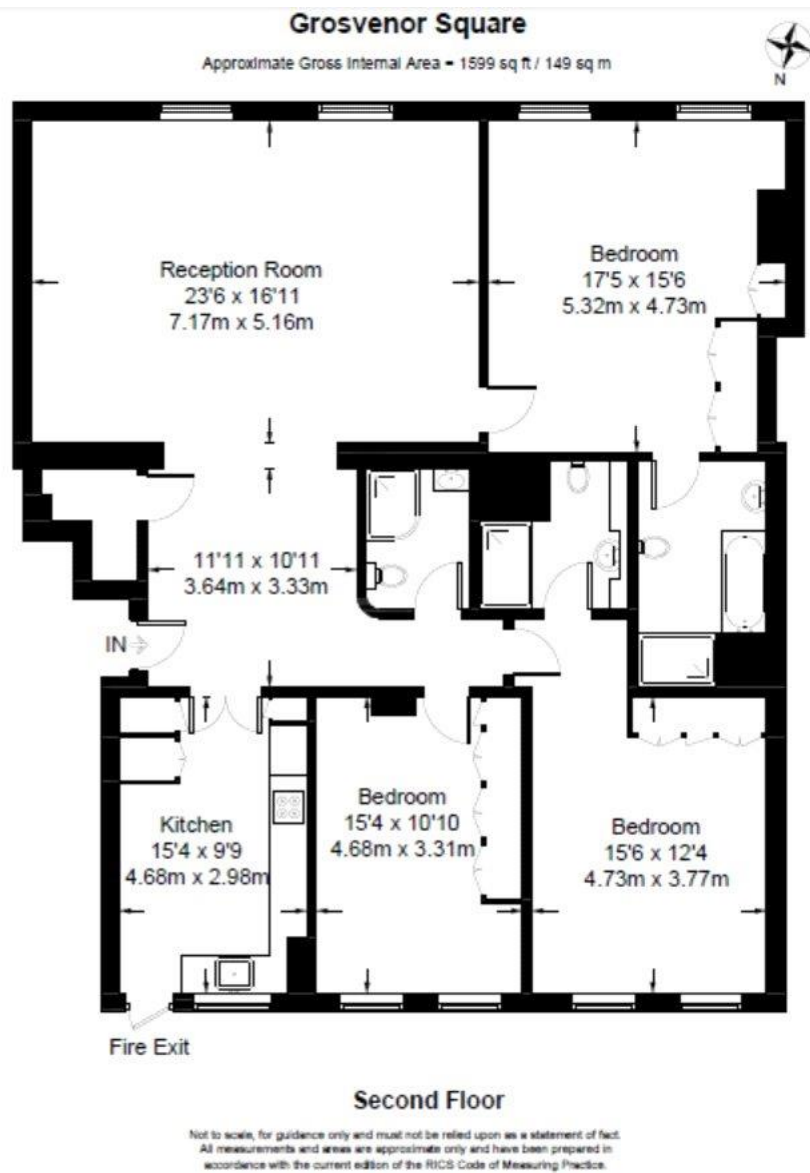 Grosvenor Square
Approximate Gross Internal Area = 1599 sq ft / 149 sq m
N
Reception Room
23'6 x 16'11
7.17m x 5.16m
Bedroom
17'5 x 15'6
5.32m x 4.73m
11'11 x 10'11
3.64m x 3.33m
IN
Kitchen
15'4 x 9'9
4.68m x 2.98m
Bedroom
15'4 x 10'10
4.68m x 3.31m
Bedroom
15'6 x 12'4
4.73m x 3.77m
Fire Exit
Second Floor
Not to scale, for guidance only and must not be relied upon as a statement of fact.
All measurements and areas are approximate only and have been prepared in
accordance with the current edition of the RICS Code of Measuring Practice.